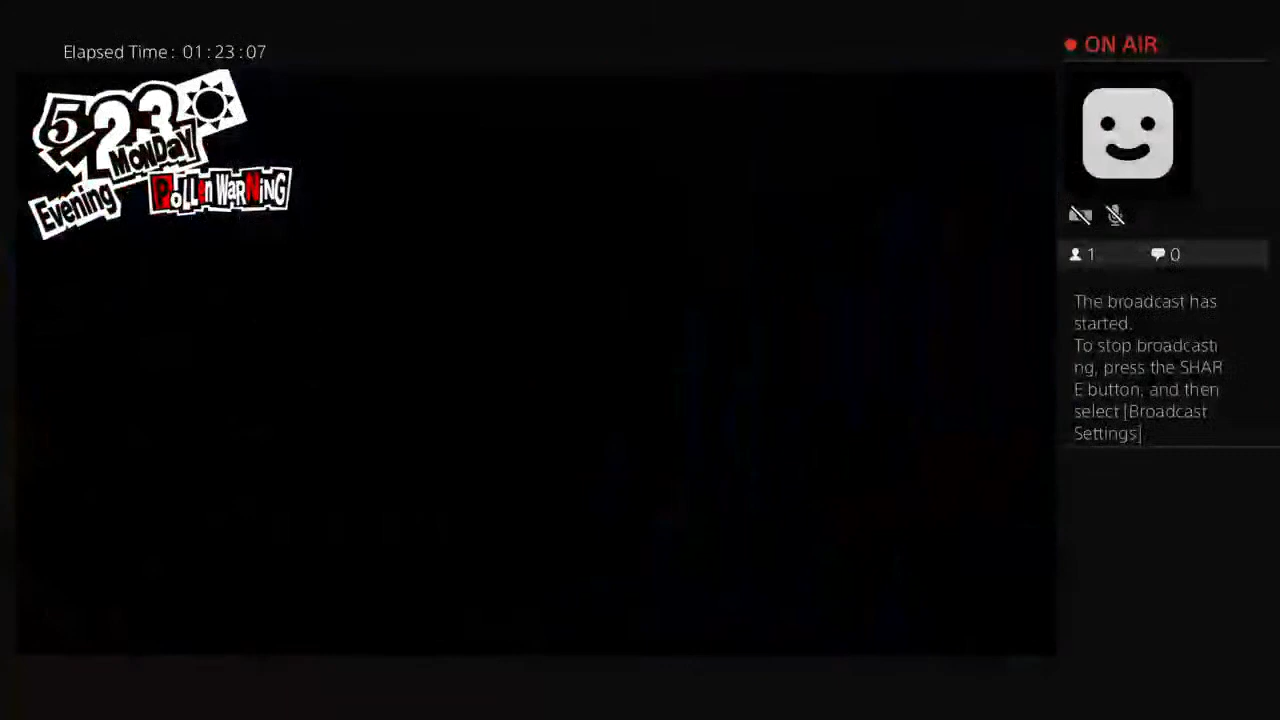 Elapsed Time: 01:23:07
ON AIR
5/23
MONDAY
Evening
POLLEN WARNING
1
0
The broadcast has
started.
To stop broadcasti
ng, press the SHAR
E button, and then
select [Broadcast
Settings]